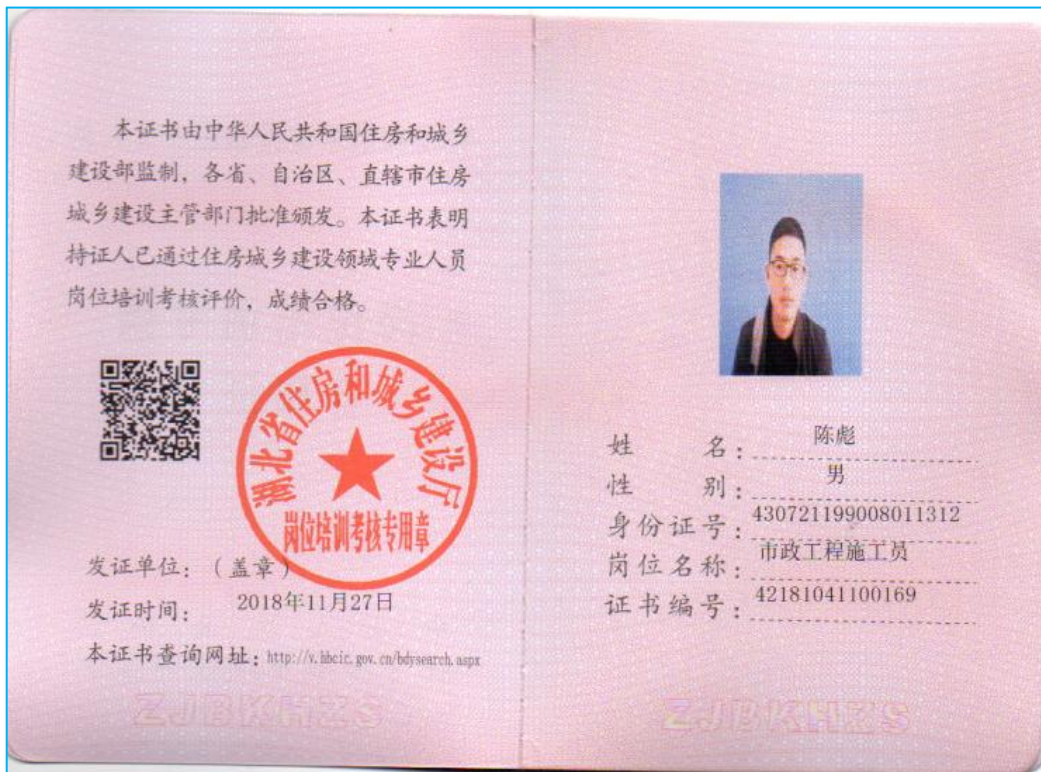 本证书由中华人民共和国住房和城乡
建设部监制，各省、自治区、直辖市住房
城乡建设主管部门批准颁发。本证书表明
持证人已通过住房城乡建设领域专业人员
岗位培训考核评价，成绩合格。
湖北省住房和城乡建设厅
岗位培训考核专用章
发证单位：（盖章）
发证时间： 2018年11月27日
本证书查询网址：http://v.hbcic.gov.cn/bdysearch.aspx
ZJBKHZS
姓 名：陈彪
性 别：男
身份证号：430721199008011312
岗位名称：市政工程施工员
证书编号：42181041100169
ZJBKHZS